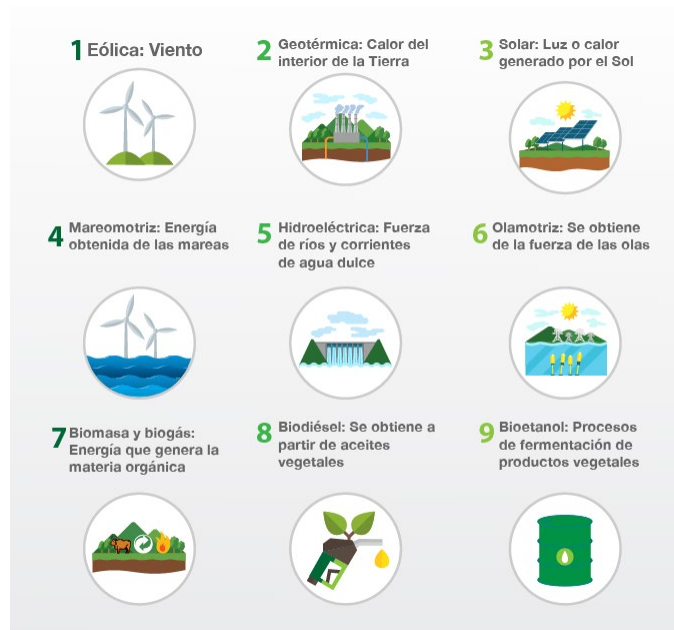 1 Eólica: Viento
2 Geotérmica: Calor del
interior de la Tierra
3 Solar: Luz o calor
generado por el Sol
4 Mareomotriz: Energía
obtenida de las mareas
5 Hidroeléctrica: Fuerza
de ríos y corrientes
de agua dulce
6 Olamotriz: Se obtiene
de la fuerza de las olas
7 Biomasa y biogás:
Energía que genera la
materia orgánica
8 Biodiésel: Se obtiene a
partir de aceites
vegetales
9 Bioetanol: Procesos
de fermentación de
productos vegetales